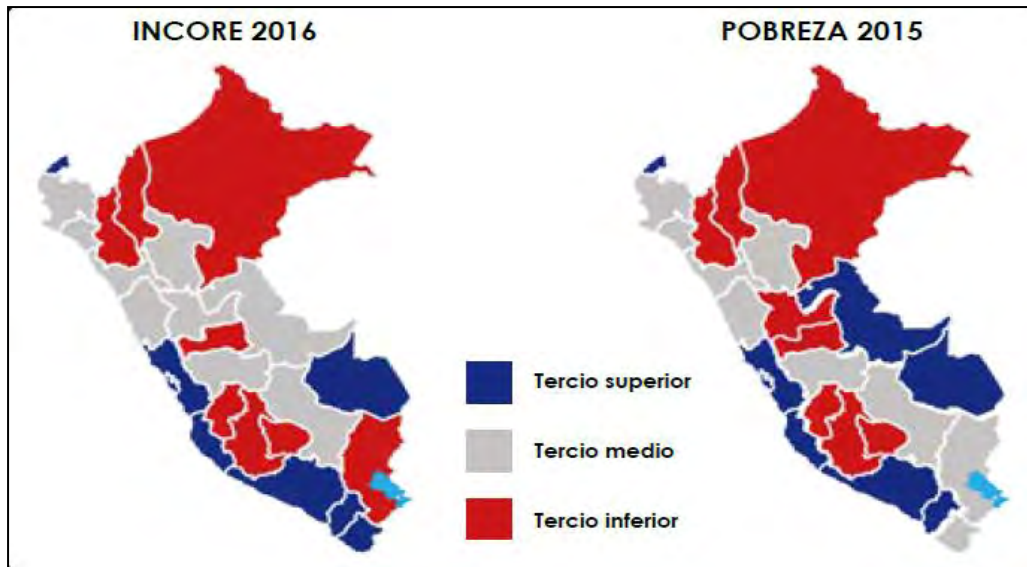 INCORE 2016
POBREZA 2015
Tercio superior
Tercio medio
Tercio inferior